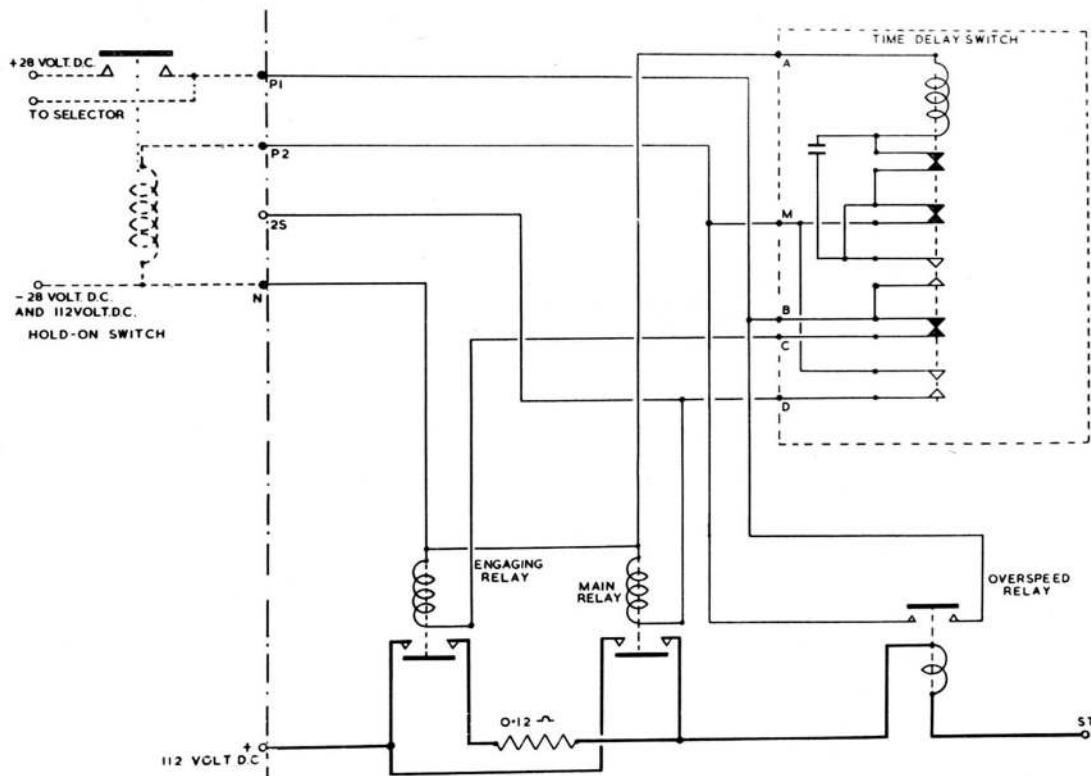 TIME DELAY SWITCH
A
+28 VOLT. D.C.
P1
TO SELECTOR
P2
2S
M
N
-28 VOLT. D.C.
AND 112 VOLT. D.C.
HOLD-ON SWITCH
B
C
D
ENGAGING
RELAY
MAIN
RELAY
OVERSPEED
RELAY
0·12
ST
+
112 VOLT D.C